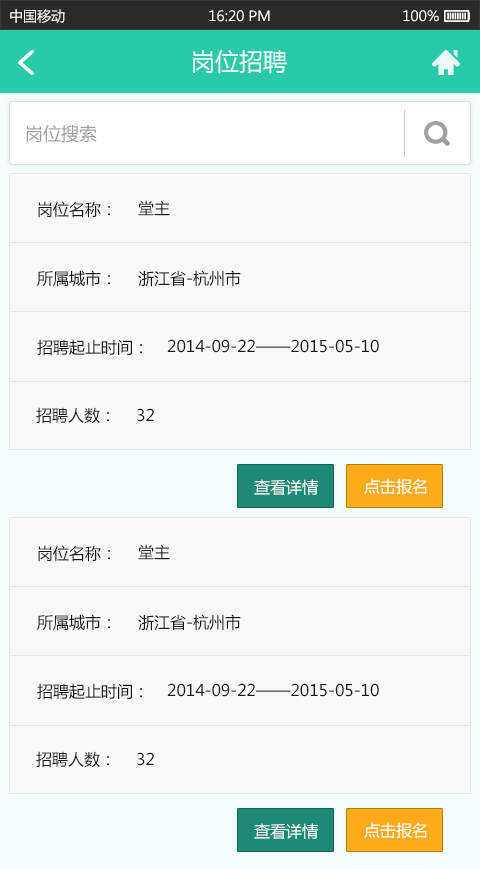 中国移动 16:20 PM 100%
岗位招聘
岗位搜索
岗位名称： 堂主
所属城市： 浙江省-杭州市
招聘起止时间： 2014-09-22——2015-05-10
招聘人数： 32
查看详情 点击报名
岗位名称： 堂主
所属城市： 浙江省-杭州市
招聘起止时间： 2014-09-22——2015-05-10
招聘人数： 32
查看详情 点击报名